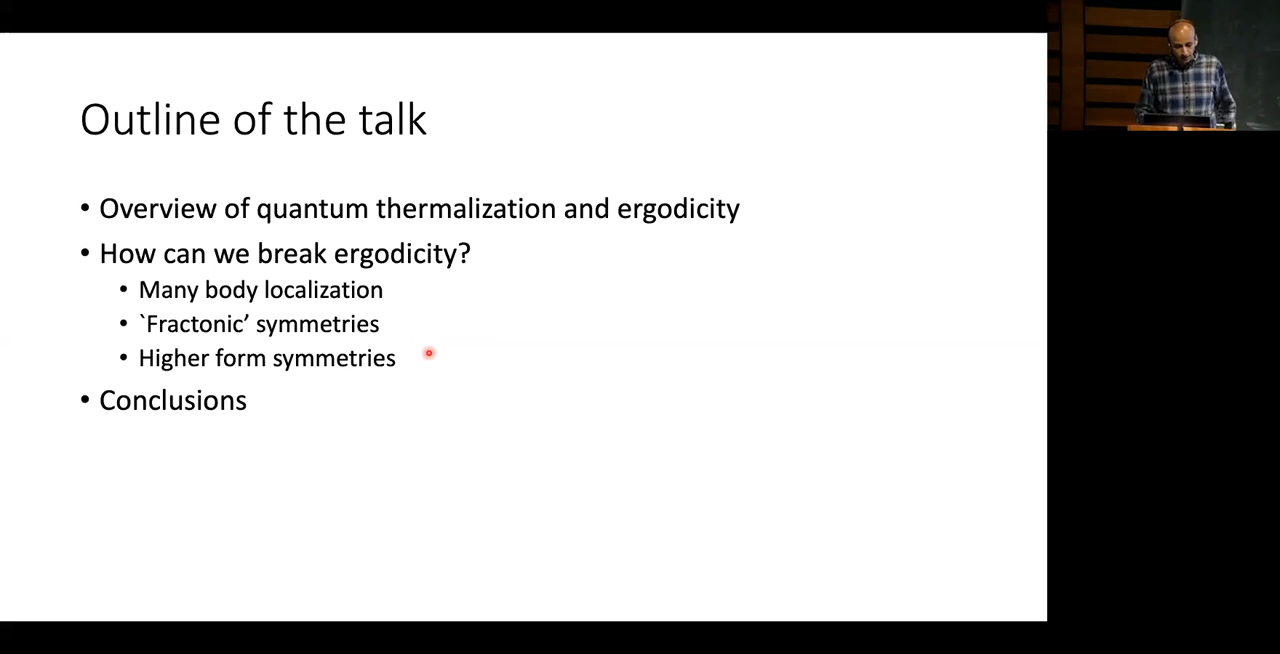 Outline of the talk
• Overview of quantum thermalization and ergodicity
• How can we break ergodicity?
• Many body localization
• `Fractonic’ symmetries
• Higher form symmetries
• Conclusions